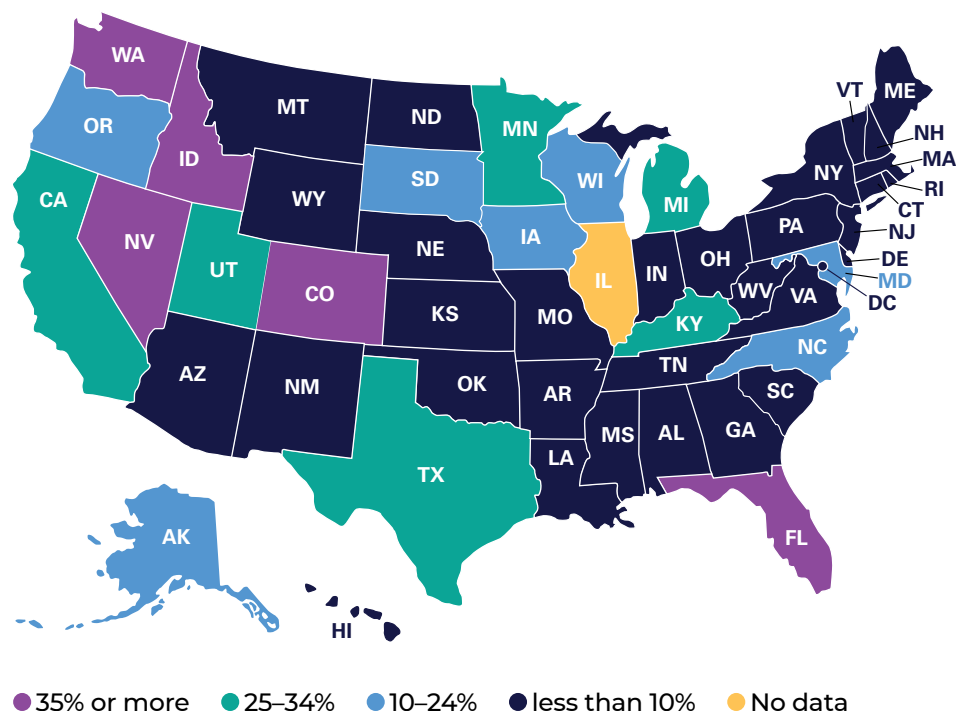 WA
MT
ND
MN
VT
ME
OR
ID
NH
MA
WY
SD
WI
NY
RI
CA
MI
CT
NV
NE
IA
PA
NJ
UT
CO
IL
IN
OH
DE
MD
WV
VA
DC
KS
MO
KY
NC
AZ
NM
OK
AR
TN
SC
MS
AL
GA
LA
TX
AK
FL
HI
35% or more
25–34%
10–24%
less than 10%
No data